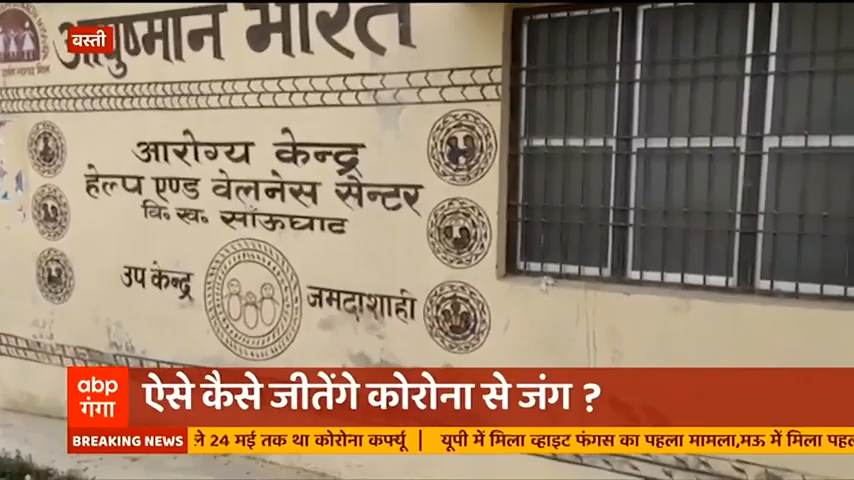 बस्ती
आयुष्मान भारत
आरोग्य केन्द्र
हेल्प एण्ड वेलनेस सेन्टर
वि॰ ख॰ साँऊघाट
उप केन्द्र
जमदाशाही
abp
गंगा
ऐसे कैसे जीतेंगे कोरोना से जंग ?
BREAKING NEWS
ने 24 मई तक था कोरोना कर्फ्यू | यूपी में मिला व्हाइट फंगस का पहला मामला,मऊ में मिला पहल